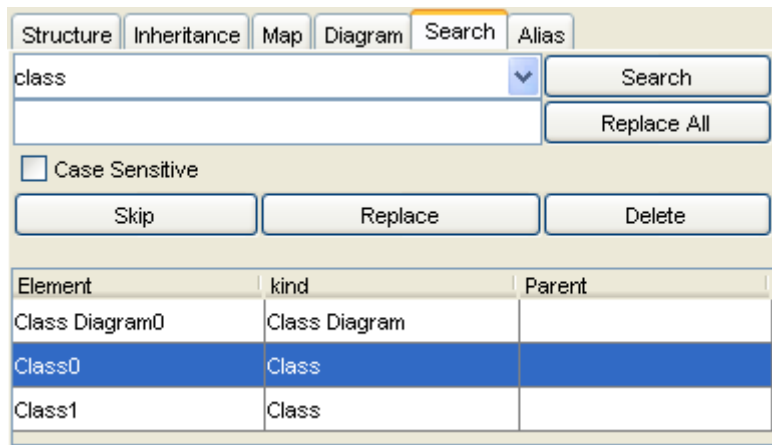 Structure Inheritance Map Diagram Search Alias
class Search
Replace All
Case Sensitive
Skip Replace Delete
Element kind Parent
Class Diagram0 Class Diagram
Class0 Class
Class1 Class